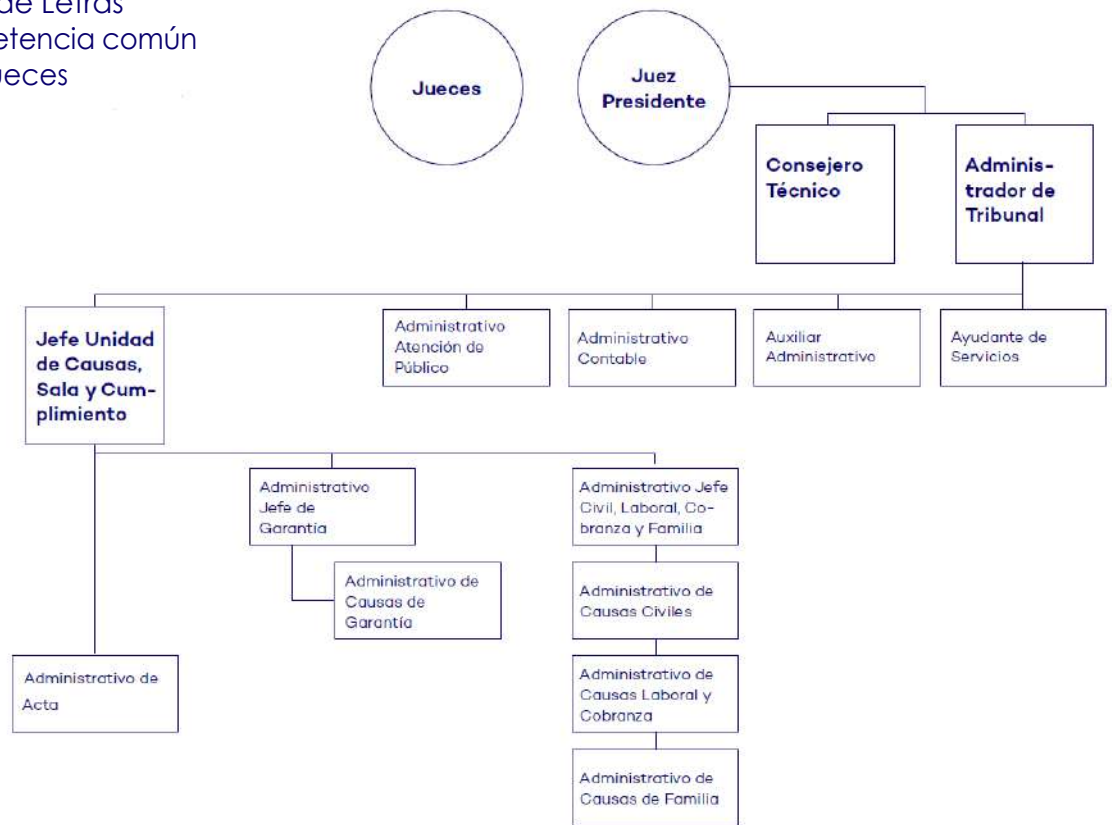 de Letras
etencia común
ueces
Jueces
Juez
Presidente
Consejero
Técnico
Adminis-
trador de
Tribunal
Jefe Unidad
de Causas,
Sala y Cum-
plimiento
Administrativo
Atención de
Público
Administrativo
Contable
Auxiliar
Administrativo
Ayudante de
Servicios
Administrativo
Jefe de
Garantía
Administrativo Jefe
Civil, Laboral, Co-
branza y Familia
Administrativo de
Causas de
Garantía
Administrativo de
Causas Civiles
Administrativo de
Acta
Administrativo de
Causas Laboral y
Cobranza
Administrativo de
Causas de Familia